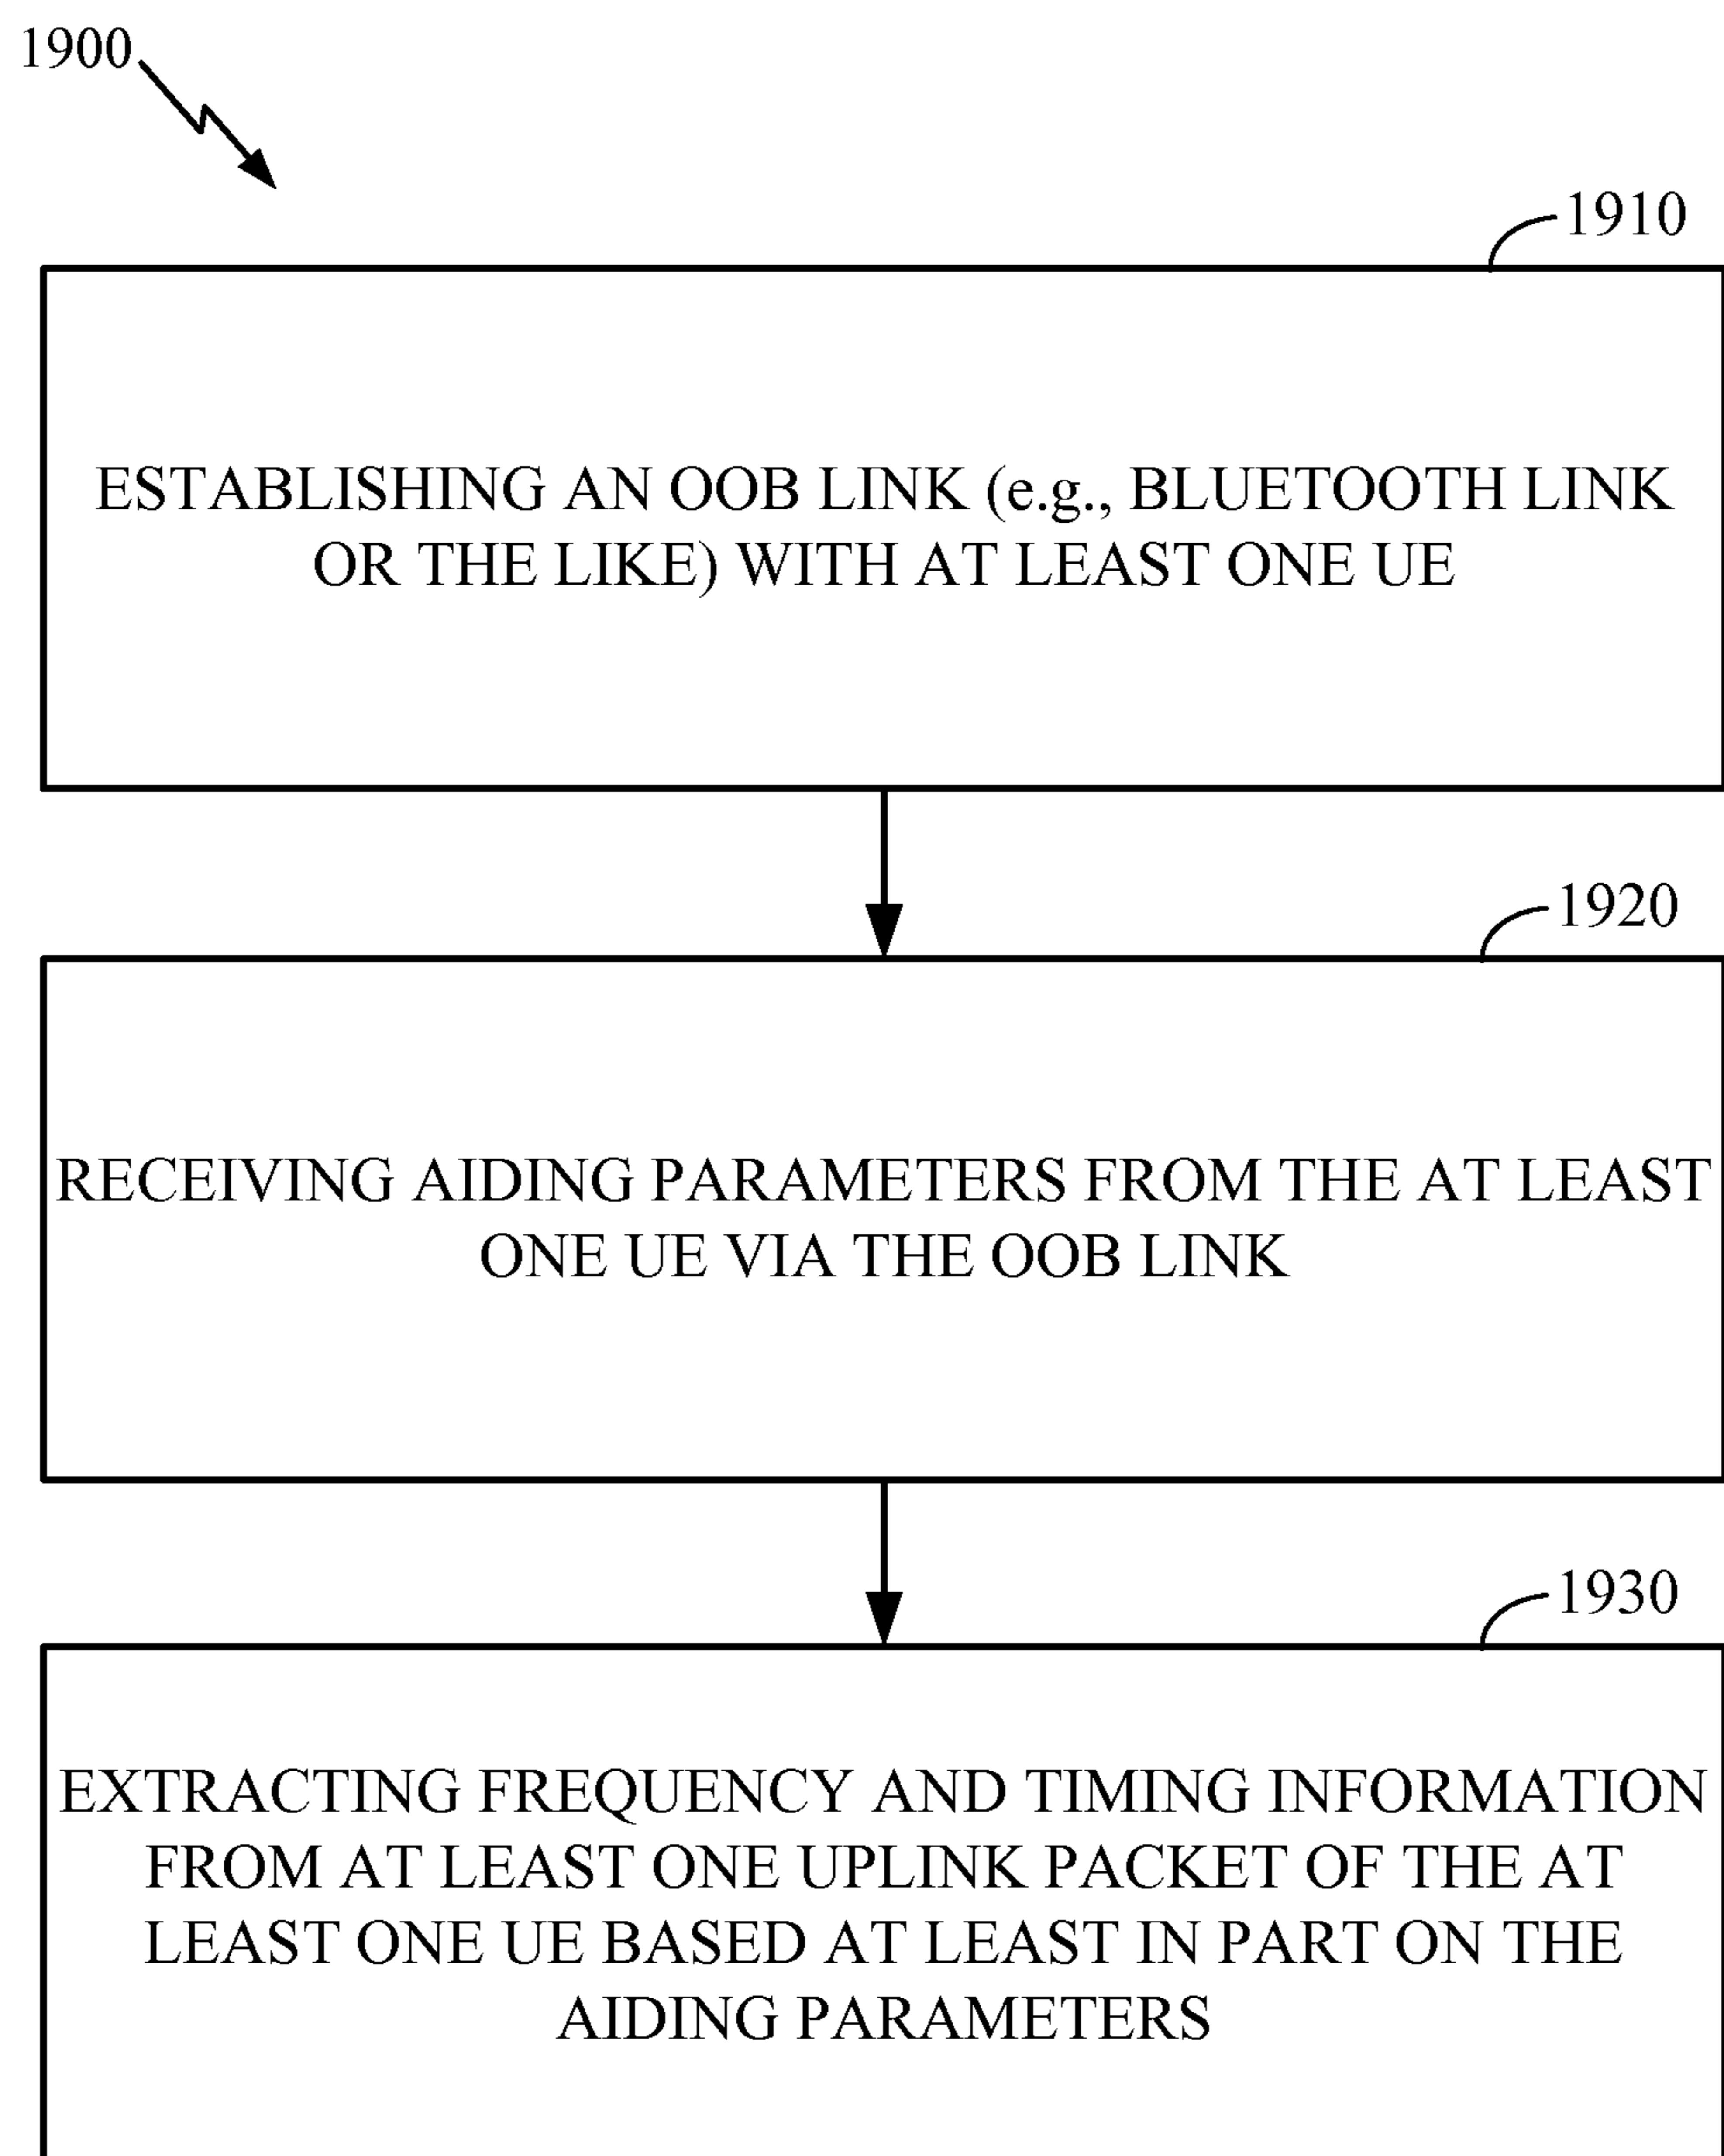 1900
1910
ESTABLISHING AN OOB LINK (e.g., BLUETOOTH LINK
OR THE LIKE) WITH AT LEAST ONE UE
1920
RECEIVING AIDING PARAMETERS FROM THE AT LEAST
ONE UE VIA THE OOB LINK
1930
EXTRACTING FREQUENCY AND TIMING INFORMATION
FROM AT LEAST ONE UPLINK PACKET OF THE AT
LEAST ONE UE BASED AT LEAST IN PART ON THE
AIDING PARAMETERS